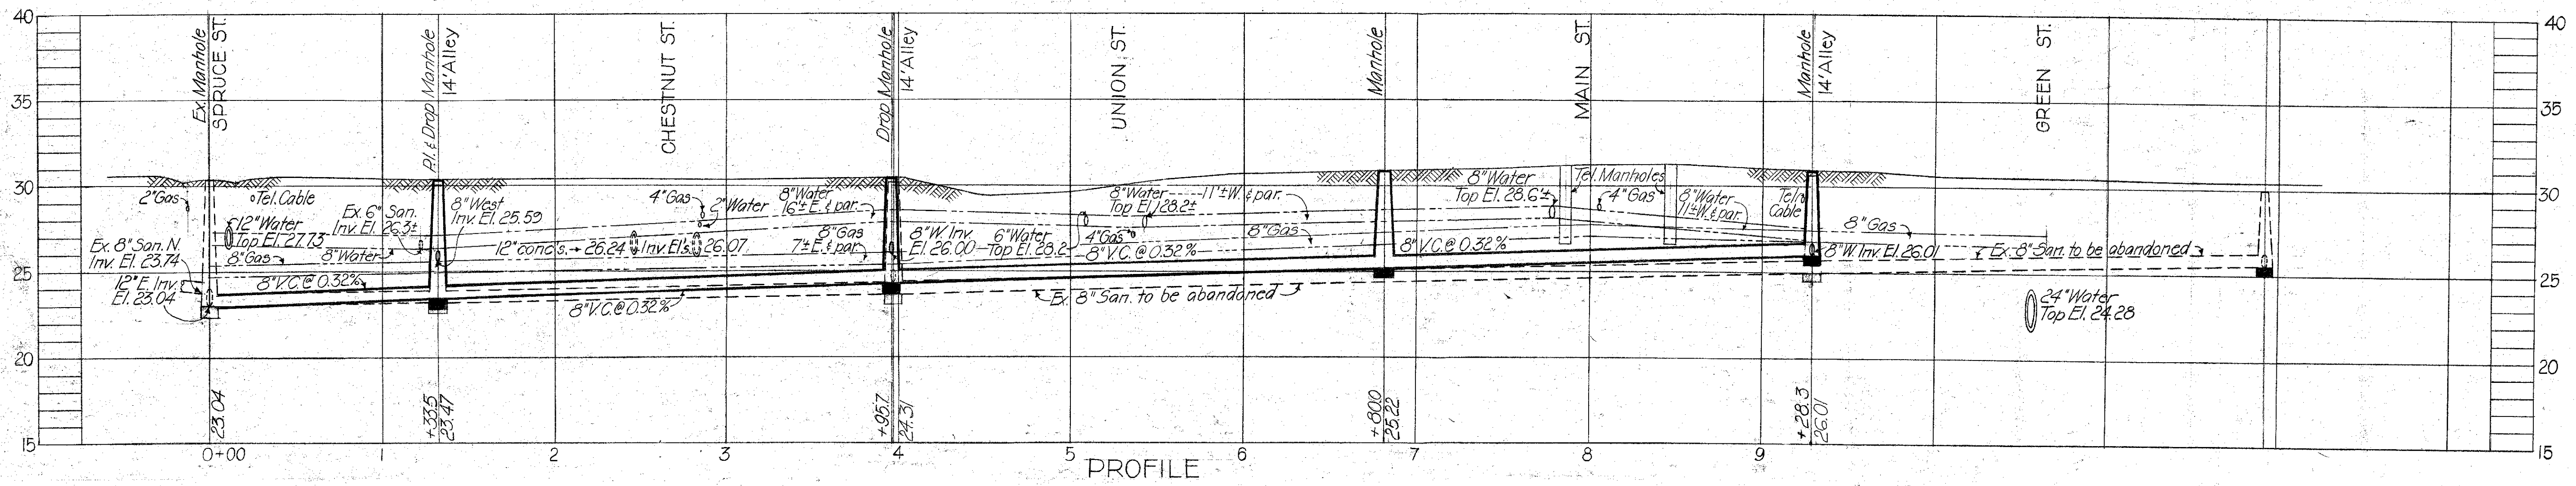 40
35
30
25
20
15
Ex. Manhole
SPRUCE ST.
P.I. & Drop Manhole
14' Alley
CHESTNUT ST.
Drop Manhole
14' Alley
UNION ST.
Manhole
MAIN ST.
Manhole
14' Alley
GREEN ST.
40
35
30
25
20
15
2" Gas
Tel. Cable
12" Water
Top El. 27.73
Ex. 8" San. N.
Inv. El. 23.74
8" Gas
12" E. Inv.
El. 23.04
8" V.C. @ 0.32%
Ex. 6" San.
Inv. El. 26.3±
8" Water
8" West
Inv. El. 25.59
12" conc. s. → 26.24
Inv. El's.
26.07
4" Gas
2" Water
8" Water
16'± E. & par.
8" Gas
7'± E. & par.
8" V.C. @ 0.32%
8" W. Inv.
El. 26.00
6" Water
Top El. 28.2
8" Water
Top El. 28.2±
4" Gas
11'± W. & par.
8" Gas
8" V.C. @ 0.32%
Ex. 8" San. to be abandoned
8" Water
Top El. 28.6'±
Tel. Manholes
4" Gas
8" Water
11'± W. & par.
8" V.C. @ 0.32%
Tel.
Cable
8" Gas
8" W. Inv. El. 26.01
Ex. 8" San. to be abandoned
24" Water
Top El. 24.28
23.04
+33.5
23.47
+95.7
24.31
+80.0
25.22
+28.3
26.01
0+00
1
2
3
4
5
6
7
8
9
PROFILE